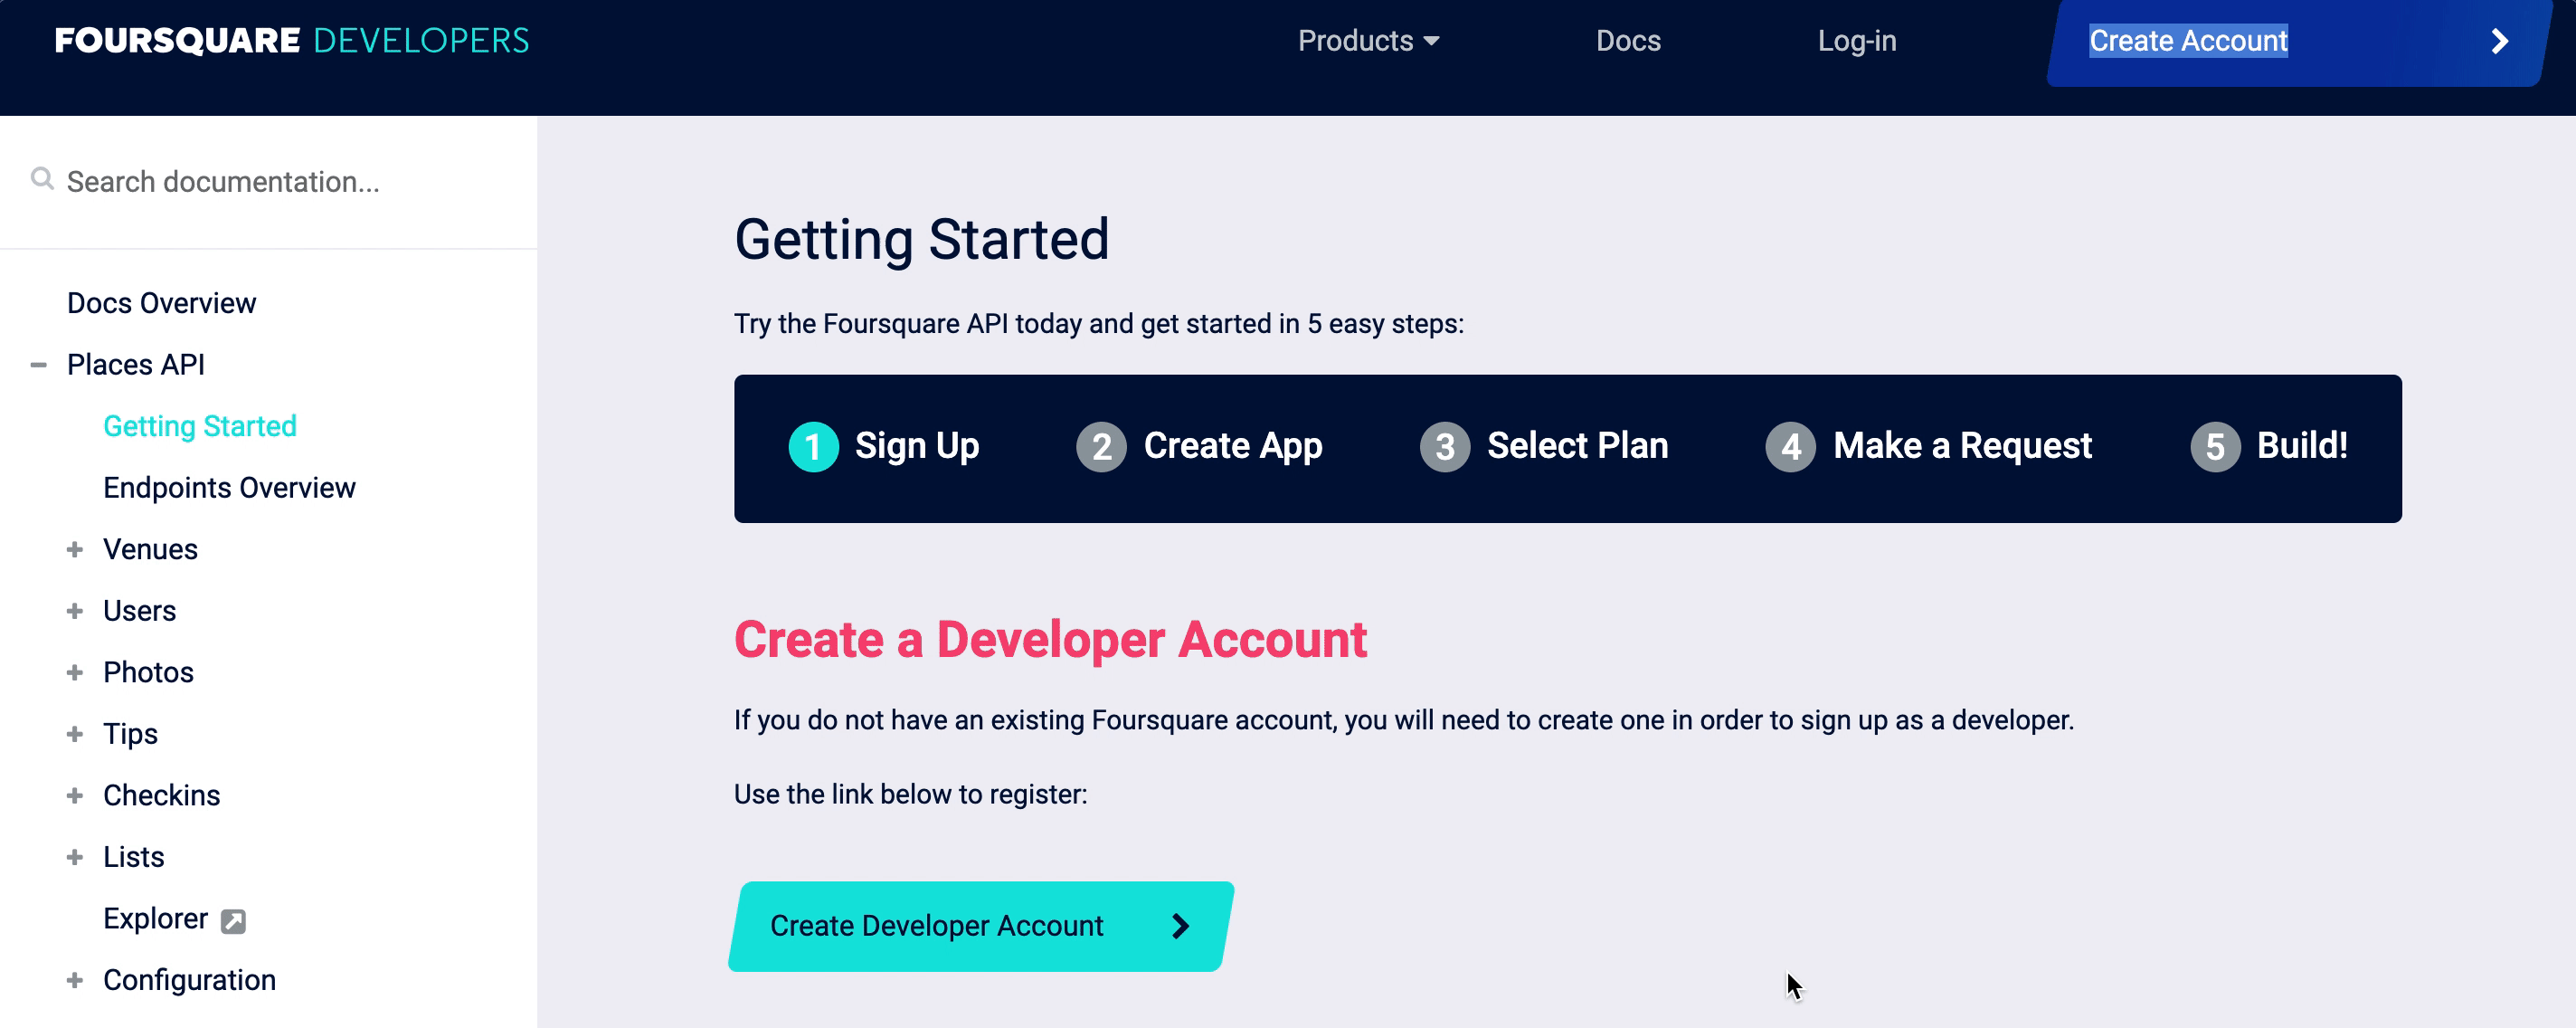 FOURSQUARE DEVELOPERS
Products
Docs
Log-in
Create Account
Search documentation...
Docs Overview
Places API
Getting Started
Endpoints Overview
Venues
Users
Photos
Tips
Checkins
Lists
Explorer
Configuration
Getting Started
Try the Foursquare API today and get started in 5 easy steps:
1 Sign Up
2 Create App
3 Select Plan
4 Make a Request
5 Build!
Create a Developer Account
If you do not have an existing Foursquare account, you will need to create one in order to sign up as a developer.
Use the link below to register:
Create Developer Account